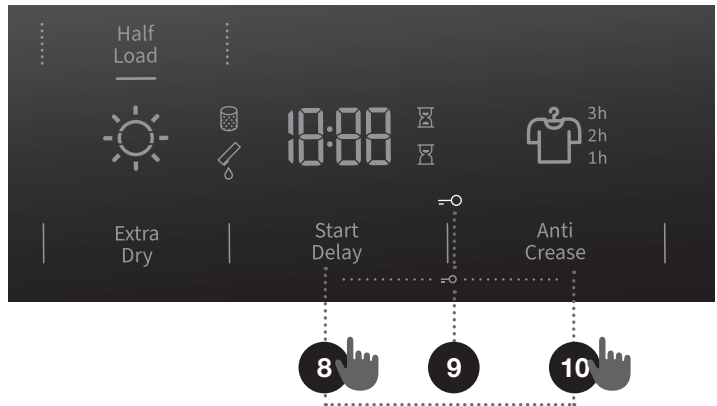 Half
Load
18:88
3h
2h
1h
Extra
Dry
Start
Delay
Anti
Crease
8
9
10